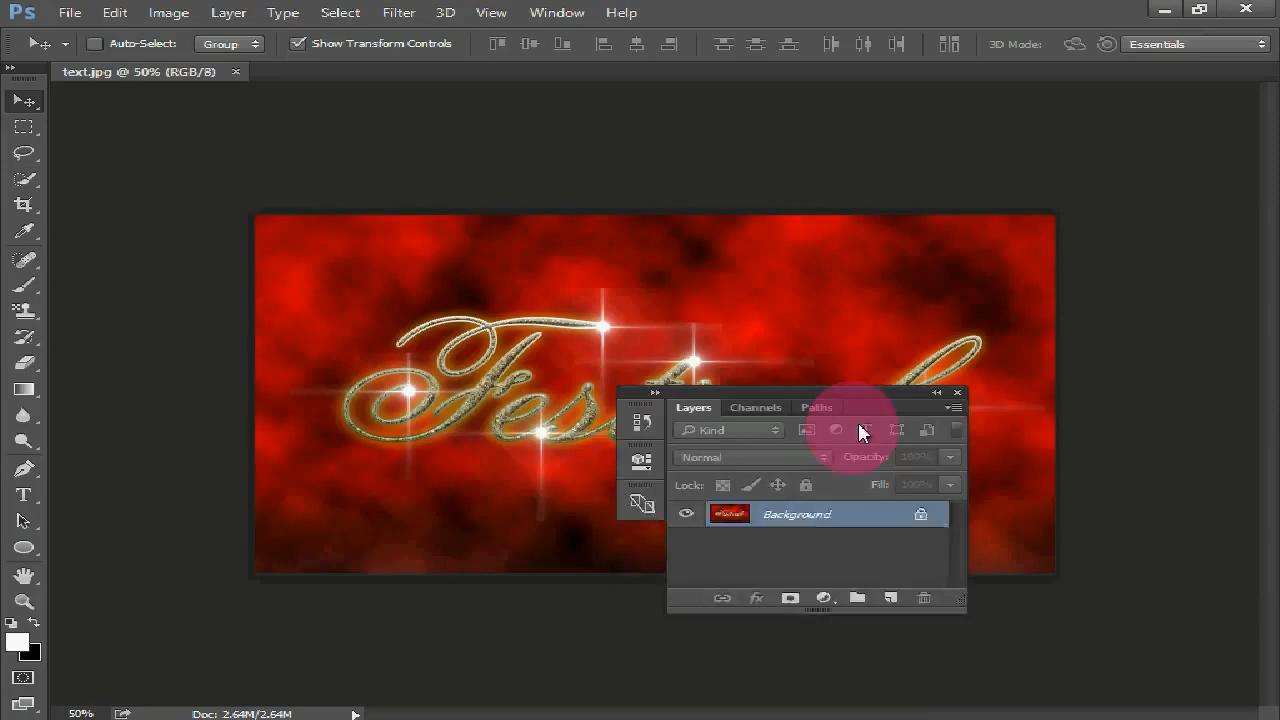 Ps File Edit Image Layer Type Select Filter 3D View Window Help
Auto-Select: Group Show Transform Controls 3D Mode: Essentials
text.jpg @ 50% (RGB/8) ×
Layers Channels Paths
Kind
Normal Opacity: 100%
Lock: Fill: 100%
Background
50% Doc: 2.64M/2.64M